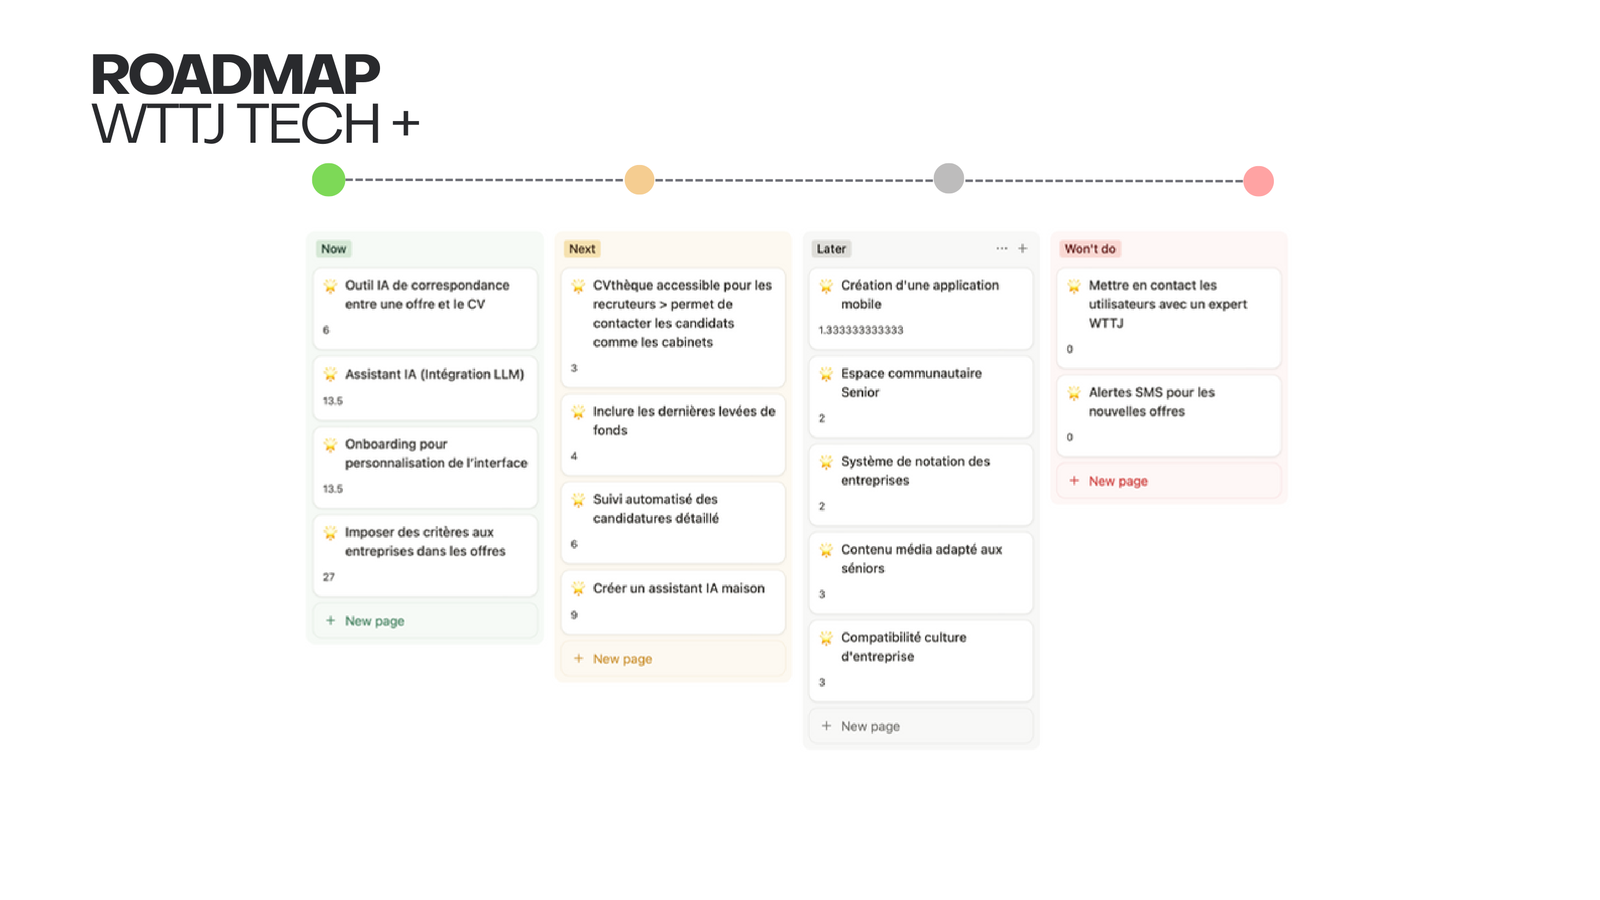 ROADMAP
WTTJ TECH +
Now
Outil IA de correspondance
entre une offre et le CV
6
Assistant IA (Intégration LLM)
13.5
Onboarding pour
personnalisation de l'interface
13.5
Imposer des critères aux
entreprises dans les offres
27
+ New page
Next
CVthèque accessible pour les
recruteurs > permet de
contacter les candidats
comme les cabinets
3
Inclure les dernières levées de
fonds
4
Suivi automatisé des
candidatures détaillé
6
Créer un assistant IA maison
9
+ New page
Later ··· +
Création d'une application
mobile
1.333333333333
Espace communautaire
Senior
2
Système de notation des
entreprises
2
Contenu média adapté aux
séniors
3
Compatibilité culture
d'entreprise
3
+ New page
Won't do
Mettre en contact les
utilisateurs avec un expert
WTTJ
0
Alertes SMS pour les
nouvelles offres
0
+ New page